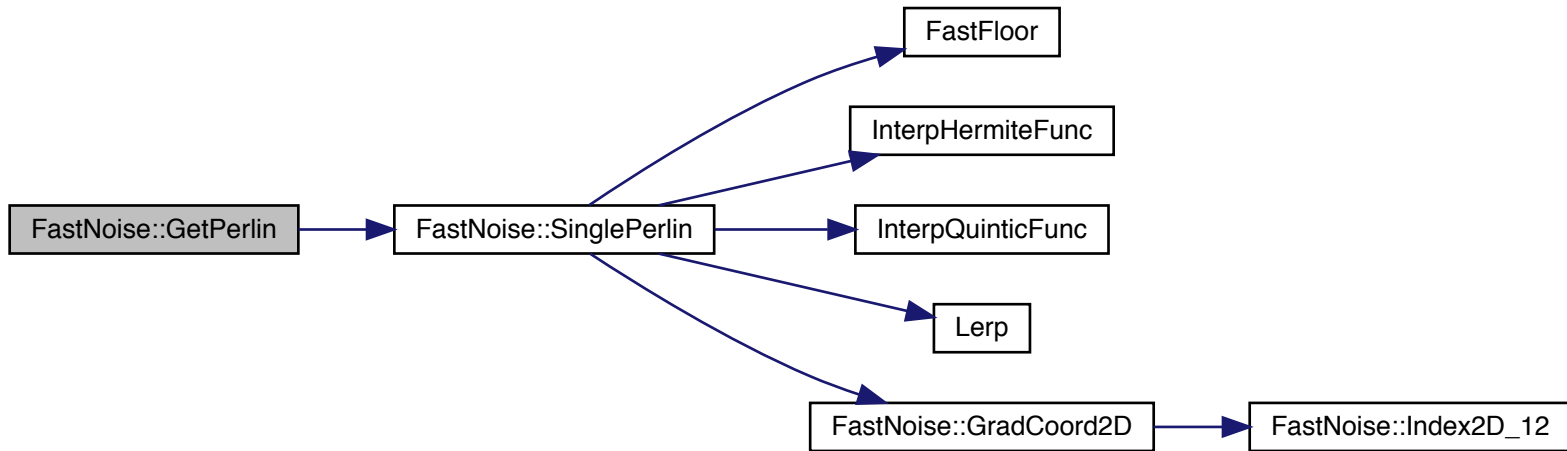 FastFloor
InterpHermiteFunc
FastNoise::GetPerlin
FastNoise::SinglePerlin
InterpQuinticFunc
Lerp
FastNoise::GradCoord2D
FastNoise::Index2D_12